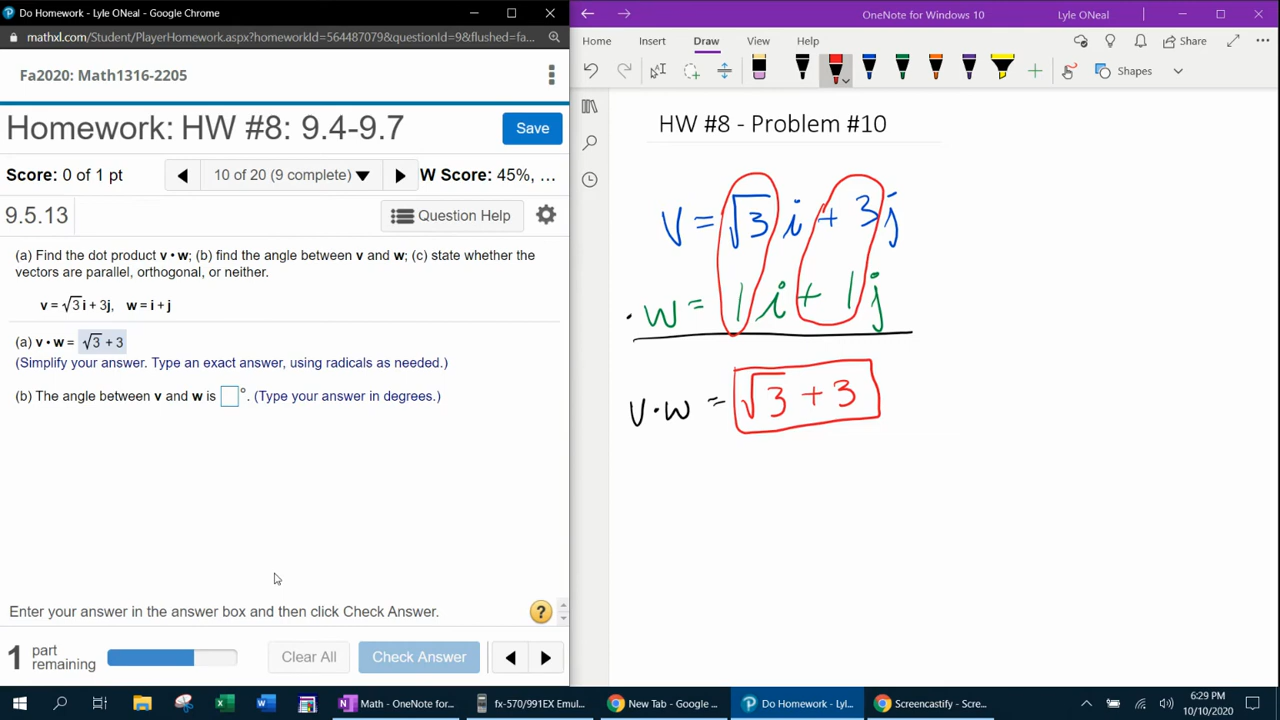 Do Homework - Lyle ONeal - Google Chrome
mathxl.com/Student/PlayerHomework.aspx?homeworkId=564487079&questionId=9&flushed=fa...
Fa2020: Math1316-2205
Homework: HW #8: 9.4-9.7
Save
Score: 0 of 1 pt
10 of 20 (9 complete)
W Score: 45%, ...
9.5.13
Question Help
(a) Find the dot product v • w; (b) find the angle between v and w; (c) state whether the
vectors are parallel, orthogonal, or neither.
v = √3i + 3j, w = i + j
(a) v • w = √3 + 3
(Simplify your answer. Type an exact answer, using radicals as needed.)
(b) The angle between v and w is °. (Type your answer in degrees.)
Enter your answer in the answer box and then click Check Answer.
?
1 part
remaining
Clear All
Check Answer
OneNote for Windows 10
Lyle ONeal
Home Insert Draw View Help
Share
Shapes
HW #8 - Problem #10
v = √3 i + 3j
· w = 1i + 1j
v·w = √3 + 3
Math - OneNote for...
fx-570/991EX Emul...
New Tab - Google ...
Do Homework - Lyl...
Screencastify - Scre...
6:29 PM
10/10/2020